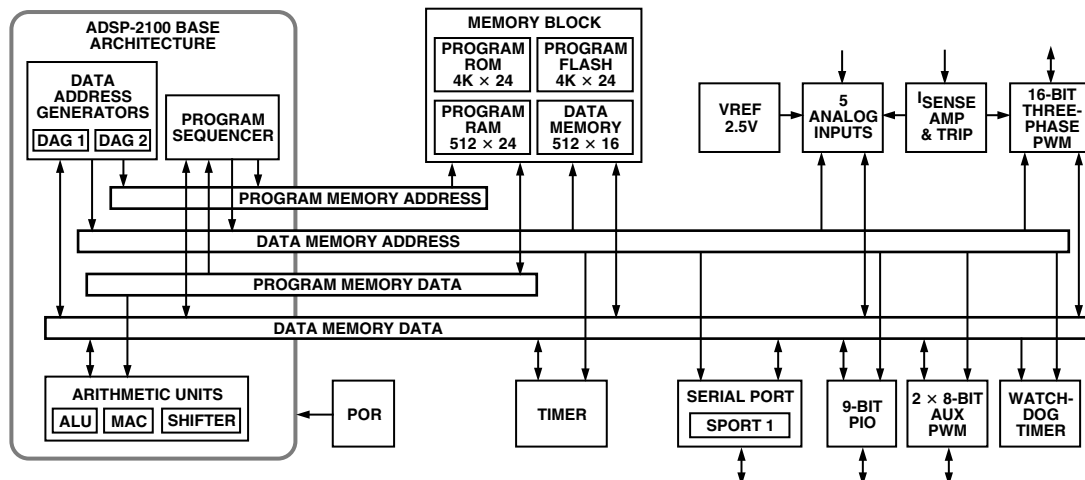 ADSP-2100 BASE
ARCHITECTURE
DATA
ADDRESS
GENERATORS
DAG 1
DAG 2
PROGRAM
SEQUENCER
MEMORY BLOCK
PROGRAM
ROM
4K × 24
PROGRAM
FLASH
4K × 24
PROGRAM
RAM
512 × 24
DATA
MEMORY
512 × 16
VREF
2.5V
5
ANALOG
INPUTS
ISENSE
AMP
& TRIP
16-BIT
THREE-
PHASE
PWM
PROGRAM MEMORY ADDRESS
DATA MEMORY ADDRESS
PROGRAM MEMORY DATA
DATA MEMORY DATA
ARITHMETIC UNITS
ALU
MAC
SHIFTER
POR
TIMER
SERIAL PORT
SPORT 1
9-BIT
PIO
2 × 8-BIT
AUX
PWM
WATCH-
DOG
TIMER